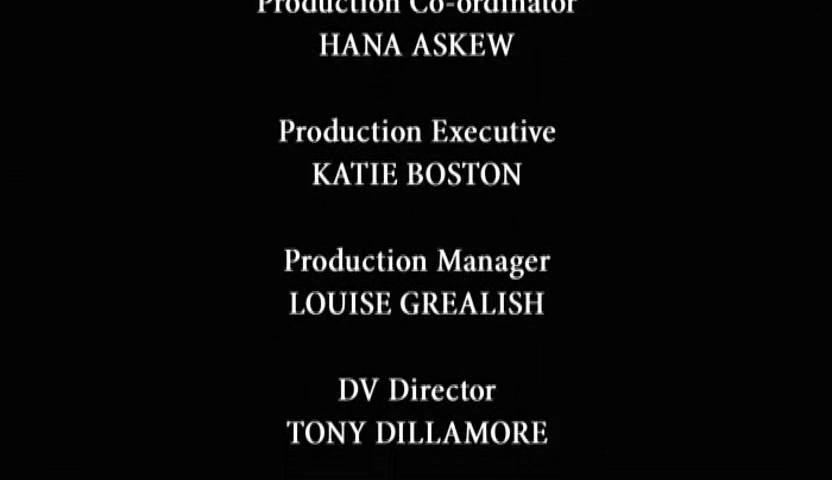 Production Co-ordinator
HANA ASKEW
Production Executive
KATIE BOSTON
Production Manager
LOUISE GREALISH
DV Director
TONY DILLAMORE